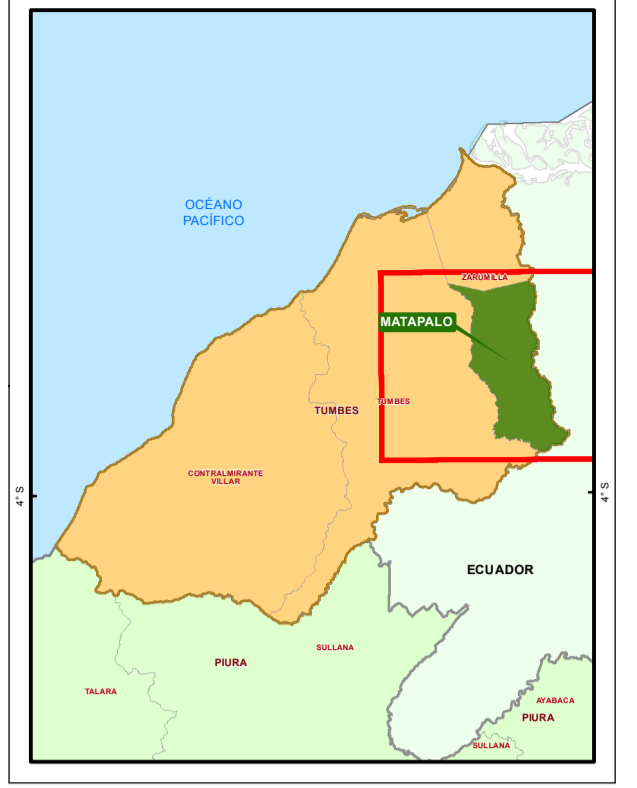 OCÉANO
PACÍFICO
ZARUMILLA
MATAPALO
TUMBES
TUMBES
CONTRALMIRANTE
VILLAR
4° S
4° S
ECUADOR
SULLANA
PIURA
TALARA
AYABACA
PIURA
SULLANA